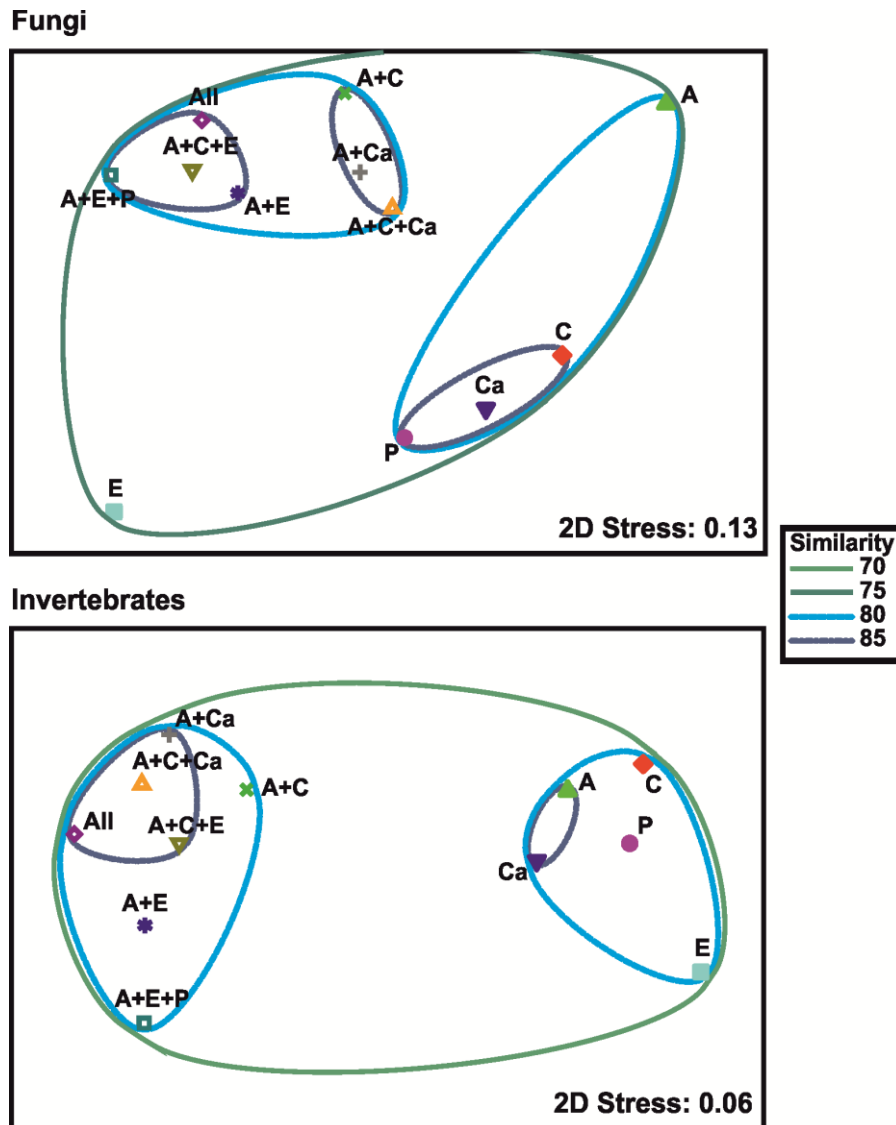 Fungi
A+C
A
All
A+C+E
A+Ca
A+E+P
A+E
A+C+Ca
C
Ca
P
E
2D Stress: 0.13
Similarity
70
75
80
85
Invertebrates
A+Ca
A+C+Ca
A+C
A
C
All
A+C+E
P
Ca
A+E
E
A+E+P
2D Stress: 0.06